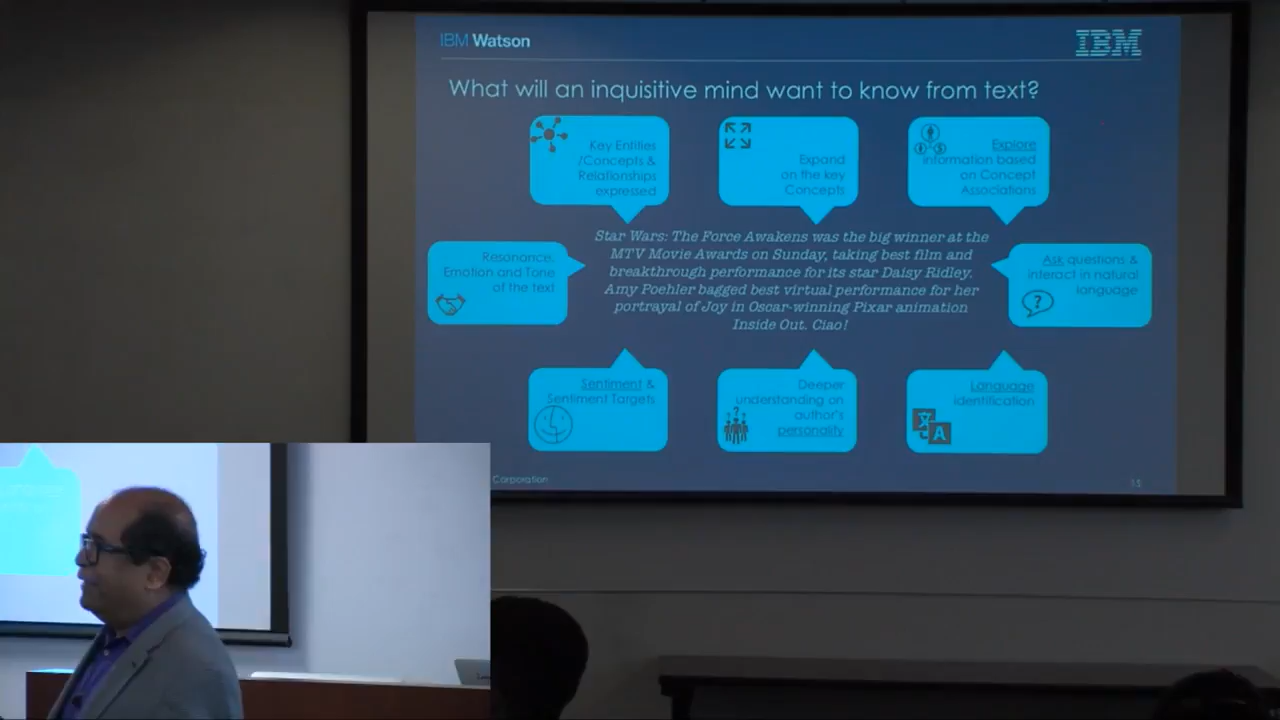 IBM Watson
IBM
What will an inquisitive mind want to know from text?
Key Entities
/Concepts &
Relationships
expressed
Expand
on the key
Concepts
Explore
information based
on Concept
Associations
Resonance,
Emotion and Tone
of the text
Star Wars: The Force Awakens was the big winner at the
MTV Movie Awards on Sunday, taking best film and
breakthrough performance for its star Daisy Ridley.
Amy Poehler bagged best virtual performance for her
portrayal of Joy in Oscar-winning Pixar animation
Inside Out. Ciao!
Ask questions &
interact in natural
language
?
Sentiment &
Sentiment Targets
Deeper
understanding on
author's
personality
Language
identification
文
A
Corporation
15